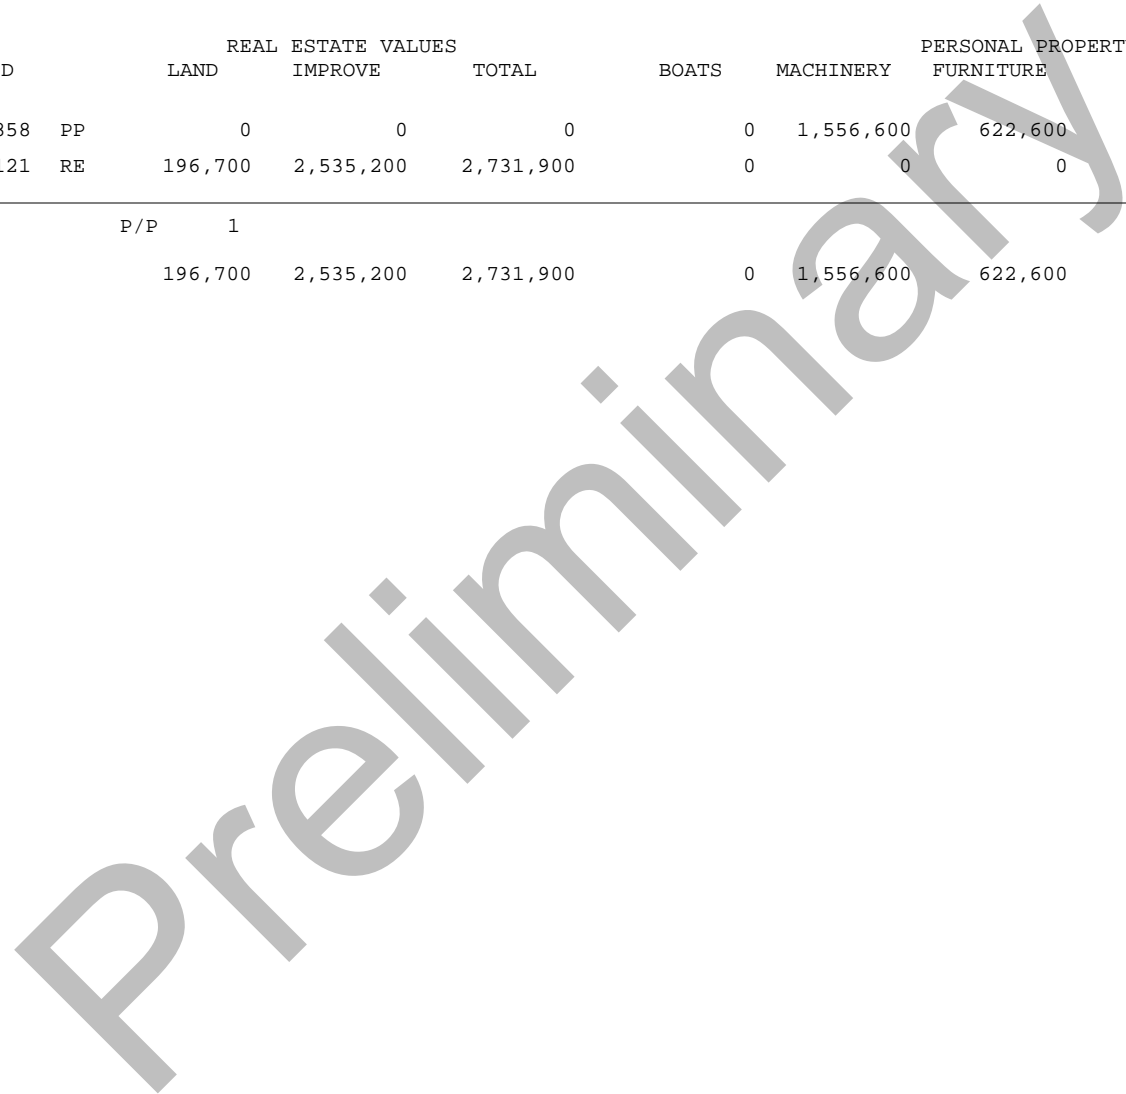 REAL ESTATE VALUES PERSONAL PROPERT
D LAND IMPROVE TOTAL BOATS MACHINERY FURNITURE
358 PP 0 0 0 0 1,556,600 622,600
121 RE 196,700 2,535,200 2,731,900 0 0 0
P/P 1
196,700 2,535,200 2,731,900 0 1,556,600 622,600
Preliminary